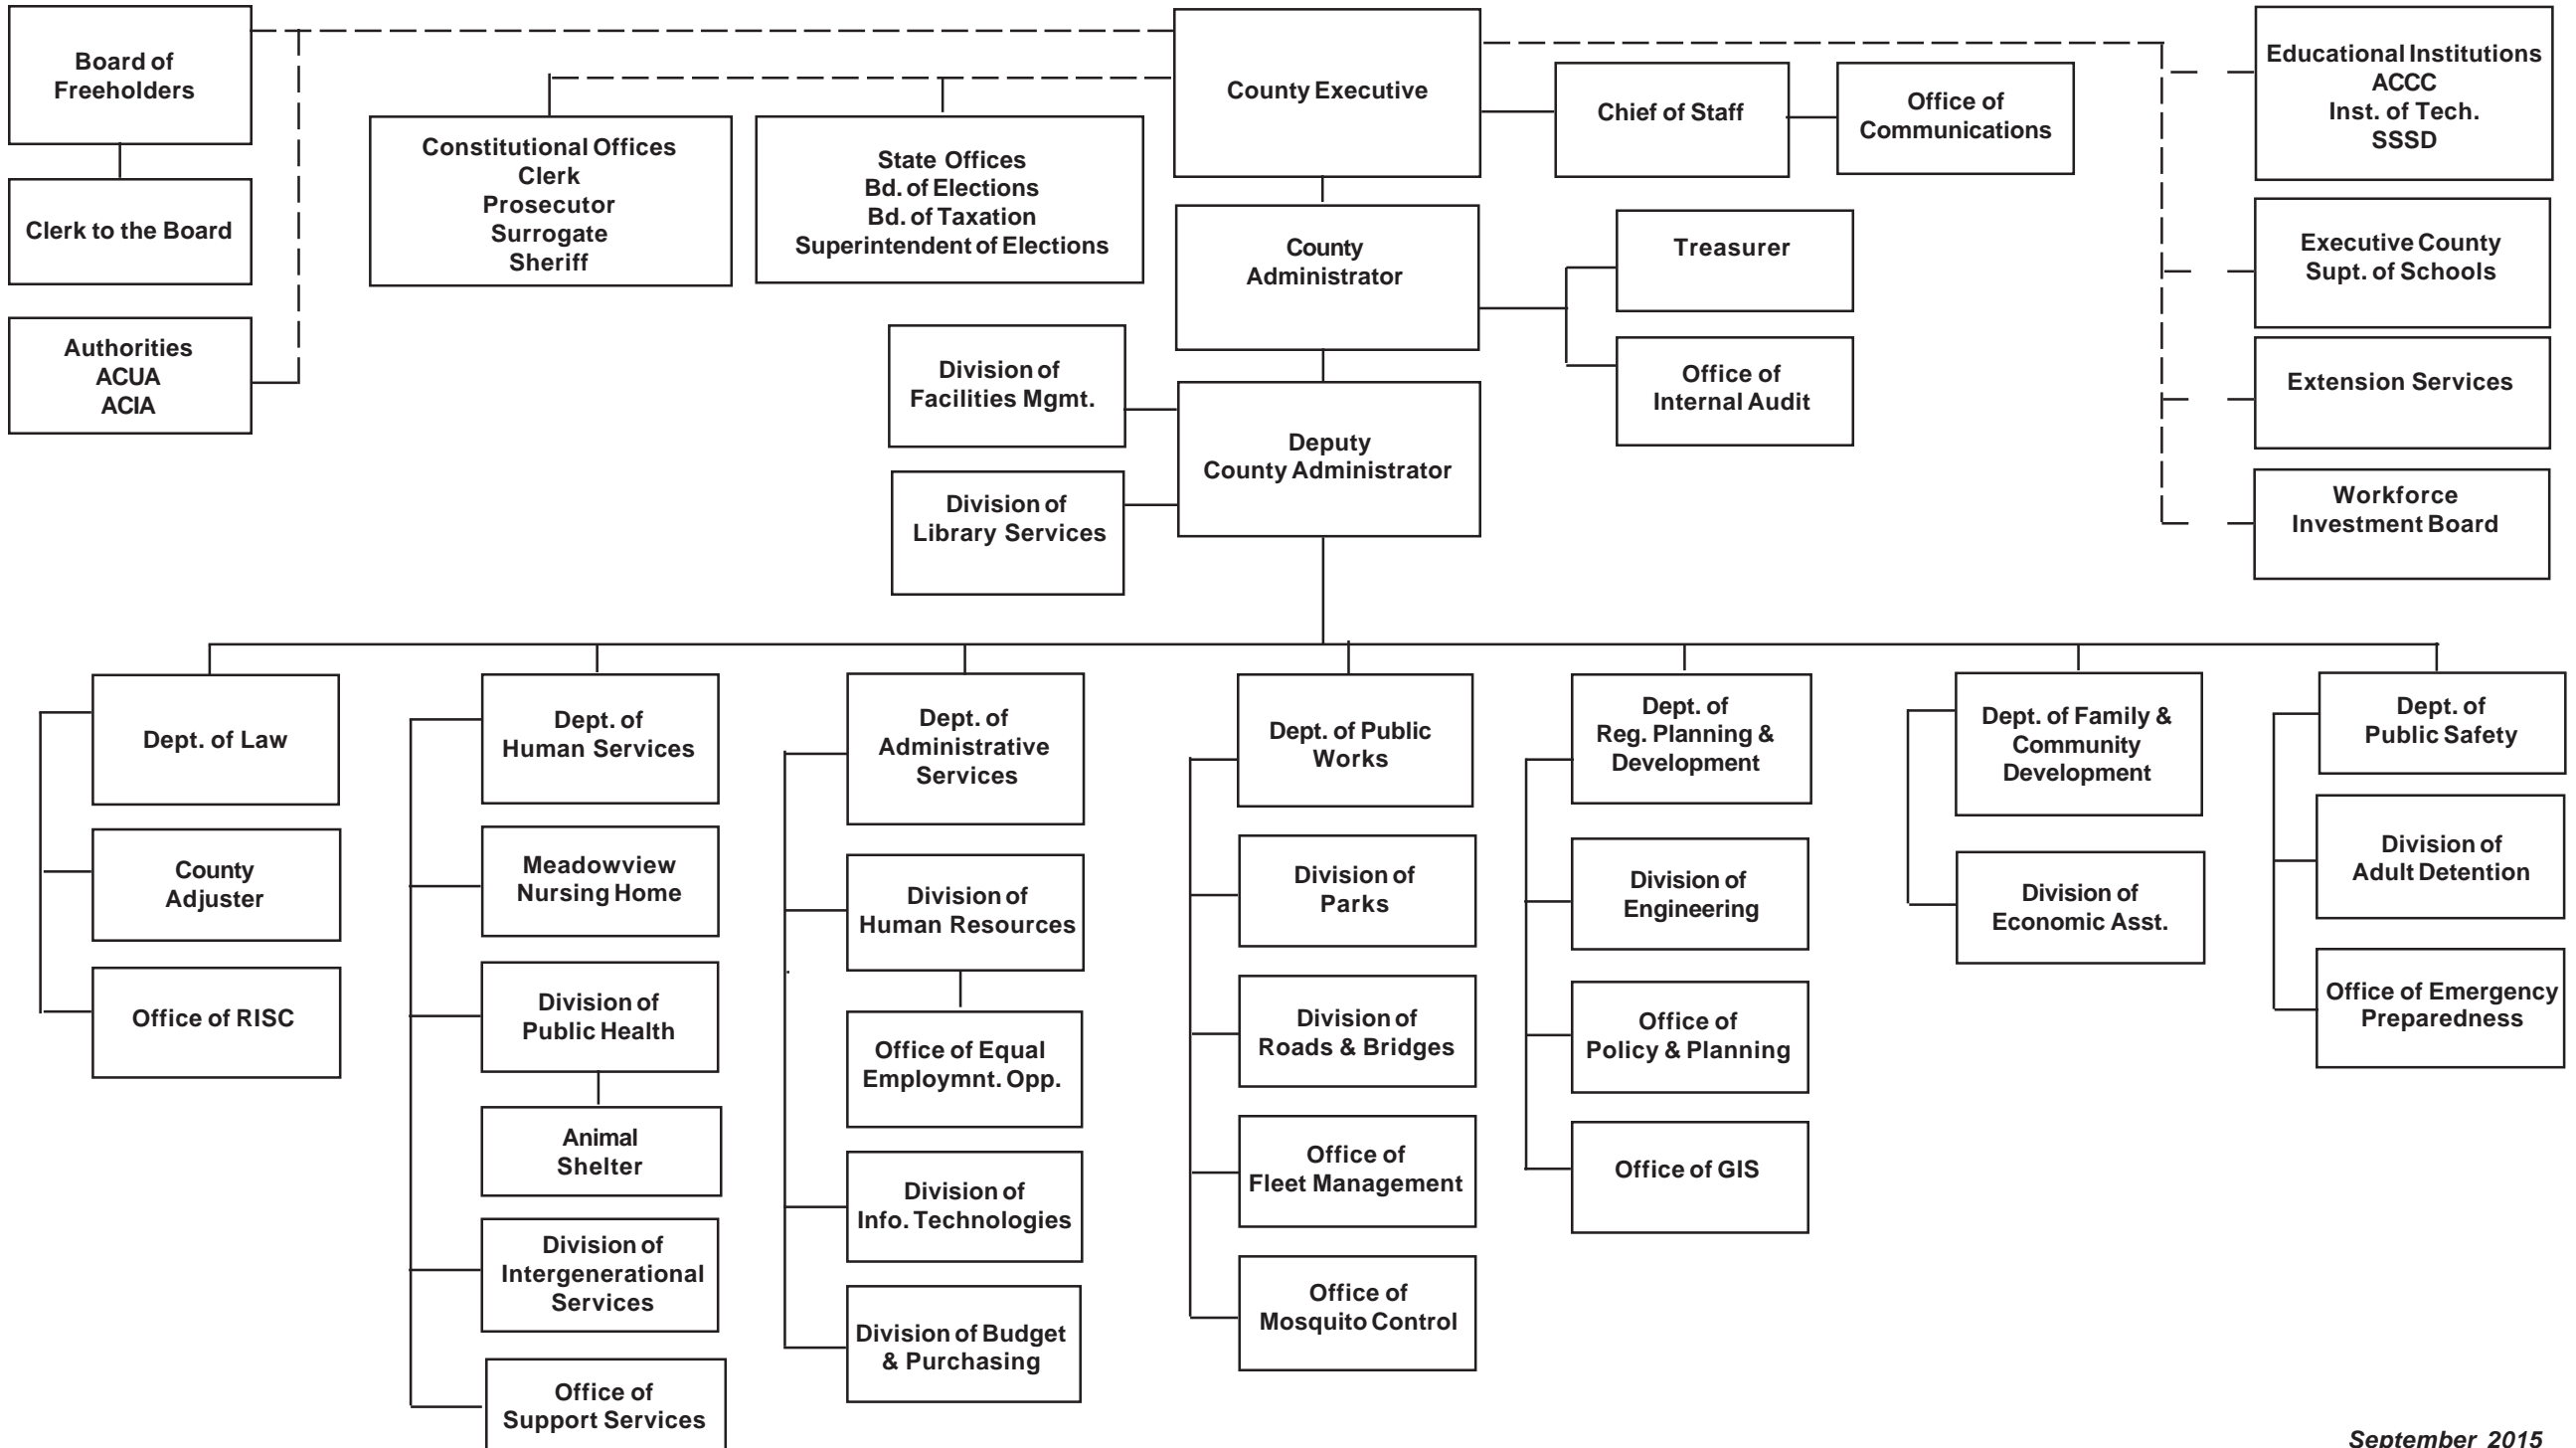 Board of
Freeholders
Clerk to the Board
Authorities
ACUA
ACIA
Constitutional Offices
Clerk
Prosecutor
Surrogate
Sheriff
State Offices
Bd. of Elections
Bd. of Taxation
Superintendent of Elections
County Executive
Chief of Staff
Office of
Communications
Educational Institutions
ACCC
Inst. of Tech.
SSSD
Executive County
Supt. of Schools
Extension Services
Workforce
Investment Board
County
Administrator
Treasurer
Office of
Internal Audit
Division of
Facilities Mgmt.
Division of
Library Services
Deputy
County Administrator
Dept. of Law
County
Adjuster
Office of RISC
Dept. of
Human Services
Meadowview
Nursing Home
Division of
Public Health
Animal
Shelter
Division of
Intergenerational
Services
Office of
Support Services
Dept. of
Administrative
Services
Division of
Human Resources
Office of Equal
Employmnt. Opp.
Division of
Info. Technologies
Division of Budget
& Purchasing
Dept. of Public
Works
Division of
Parks
Division of
Roads & Bridges
Office of
Fleet Management
Office of
Mosquito Control
Dept. of
Reg. Planning &
Development
Division of
Engineering
Office of
Policy & Planning
Office of GIS
Dept. of Family &
Community
Development
Division of
Economic Asst.
Dept. of
Public Safety
Division of
Adult Detention
Office of Emergency
Preparedness
September 2015